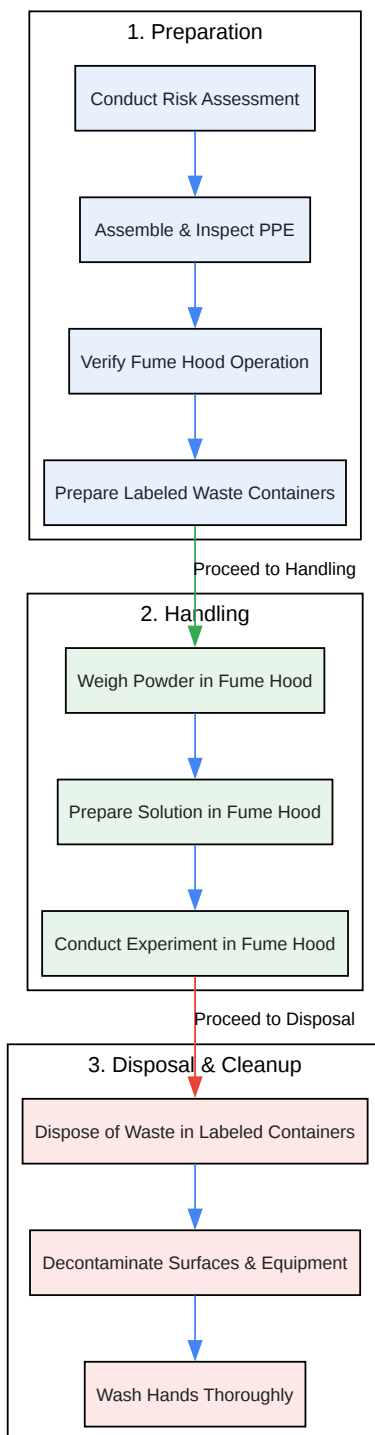 1. Preparation
Conduct Risk Assessment
Assemble & Inspect PPE
Verify Fume Hood Operation
Prepare Labeled Waste Containers
Proceed to Handling
2. Handling
Weigh Powder in Fume Hood
Prepare Solution in Fume Hood
Conduct Experiment in Fume Hood
Proceed to Disposal
3. Disposal & Cleanup
Dispose of Waste in Labeled Containers
Decontaminate Surfaces & Equipment
Wash Hands Thoroughly